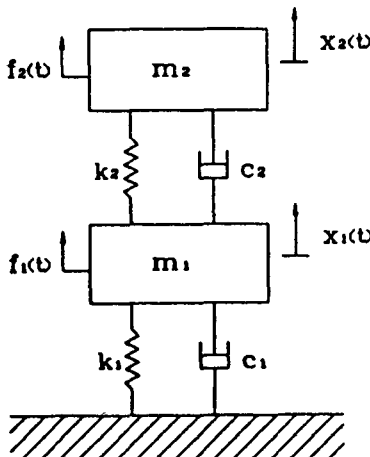 f₂(t) m₂ x₂(t)
k₂ c₂
f₁(t) m₁ x₁(t)
k₁ c₁